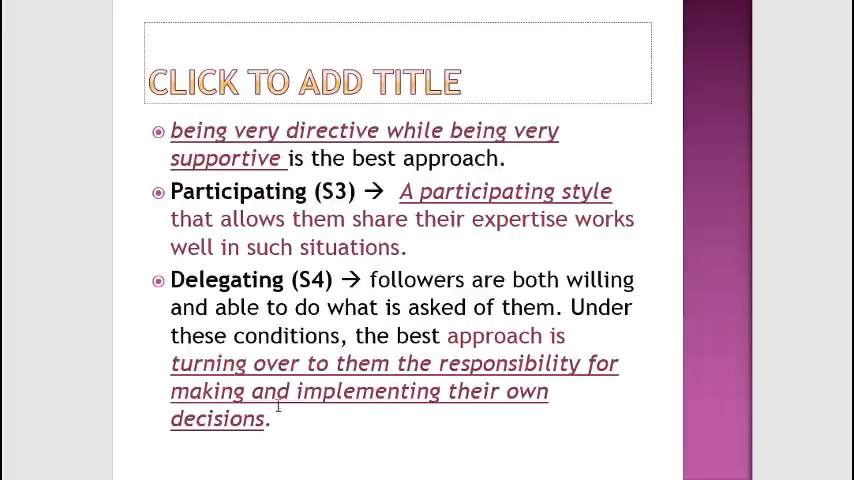 CLICK TO ADD TITLE
being very directive while being very
supportive is the best approach.
Participating (S3) → A participating style
that allows them share their expertise works
well in such situations.
Delegating (S4) → followers are both willing
and able to do what is asked of them. Under
these conditions, the best approach is
turning over to them the responsibility for
making and implementing their own
decisions.